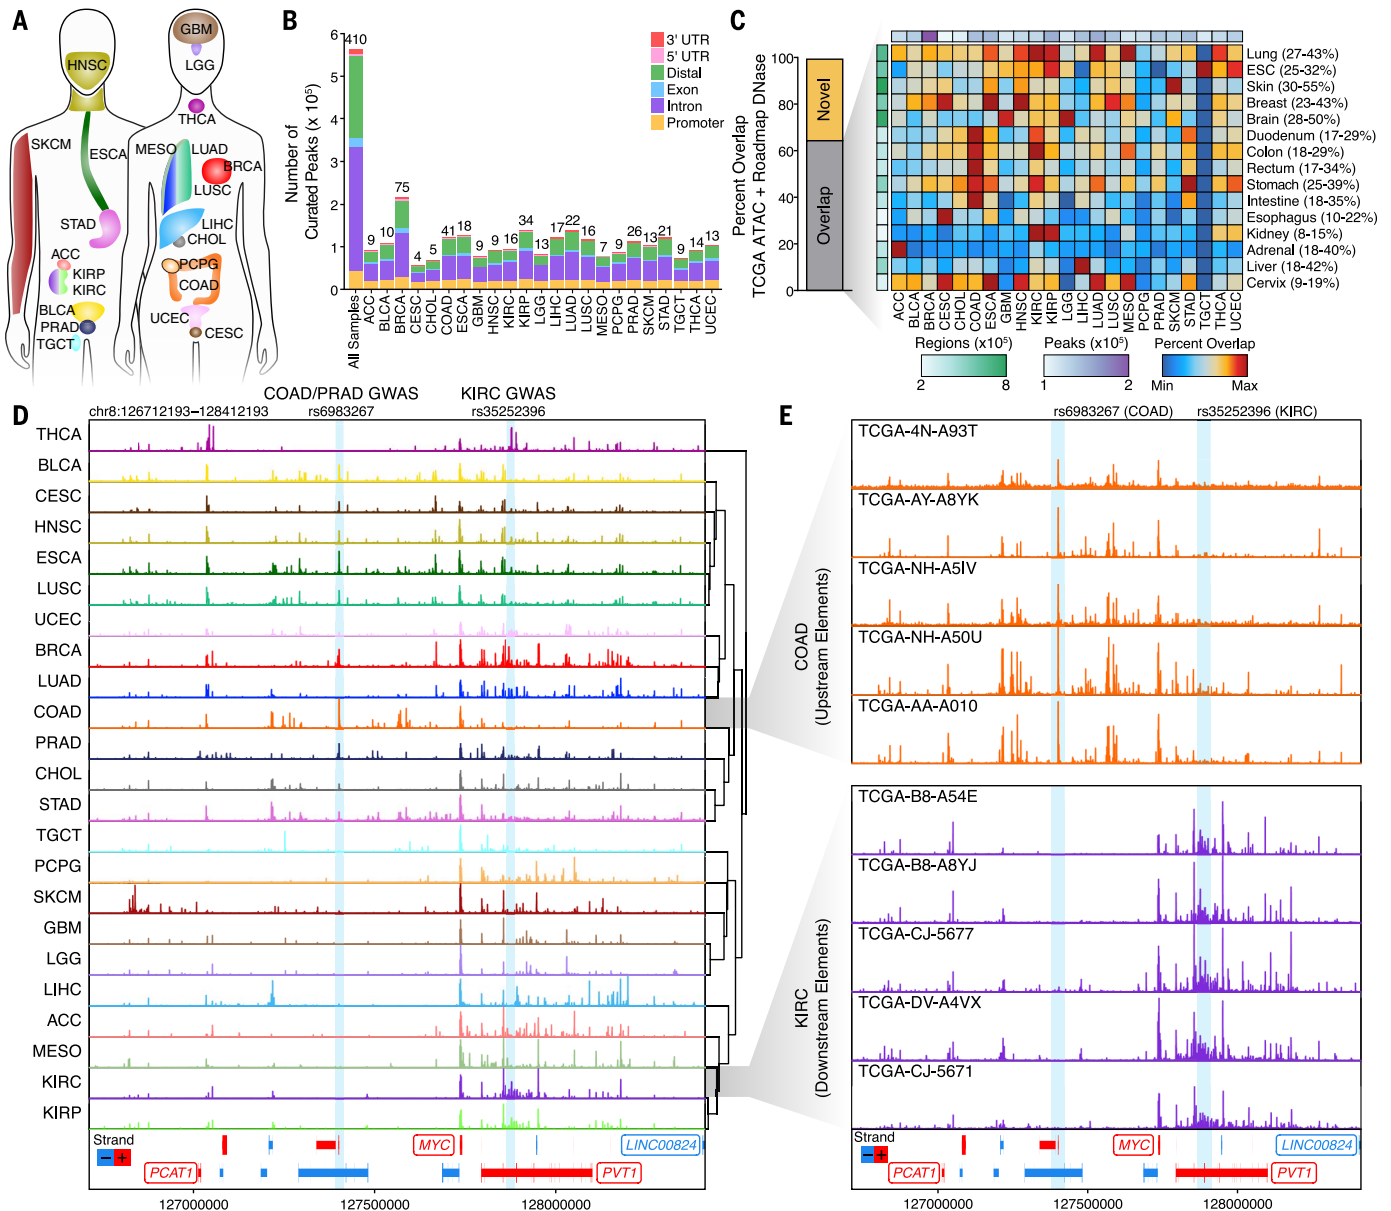 A
HNSC
SKCM
ESCA
STAD
ACC
KIRP
KIRC
BLCA
PRAD
TGCT
GBM
LGG
THCA
MESO
LUAD
BRCA
LUSC
LIHC
CHOL
PCPG
COAD
UCEC
CESC
B
Number of
Curated Peaks (x 10⁵)
6
5
4
3
2
1
0
410
9
10
75
4
5
41
18
9
9
16
34
13
17
22
16
7
9
26
13
21
9
14
13
3' UTR
5' UTR
Distal
Exon
Intron
Promoter
All Samples
ACC
BLCA
BRCA
CESC
CHOL
COAD
ESCA
GBM
HNSC
KIRC
KIRP
LGG
LIHC
LUAD
LUSC
MESO
PCPG
PRAD
SKCM
STAD
TGCT
THCA
UCEC
C
Percent Overlap
TCGA ATAC + Roadmap DNase
100
80
60
40
20
0
Novel
Overlap
Lung (27-43%)
ESC (25-32%)
Skin (30-55%)
Breast (23-43%)
Brain (28-50%)
Duodenum (17-29%)
Colon (18-29%)
Rectum (17-34%)
Stomach (25-39%)
Intestine (18-35%)
Esophagus (10-22%)
Kidney (8-15%)
Adrenal (18-40%)
Liver (18-42%)
Cervix (9-19%)
ACC
BLCA
BRCA
CESC
CHOL
COAD
ESCA
GBM
HNSC
KIRC
KIRP
LGG
LIHC
LUAD
LUSC
MESO
PCPG
PRAD
SKCM
STAD
TGCT
THCA
UCEC
Regions (x10⁵)
2 8
Peaks (x10⁵)
1 2
Percent Overlap
Min Max
D
COAD/PRAD GWAS
KIRC GWAS
chr8:126712193–128412193
rs6983267
rs35252396
THCA
BLCA
CESC
HNSC
ESCA
LUSC
UCEC
BRCA
LUAD
COAD
PRAD
CHOL
STAD
TGCT
PCPG
SKCM
GBM
LGG
LIHC
ACC
MESO
KIRC
KIRP
Strand
− +
MYC
LINC00824
PCAT1
PVT1
127000000
127500000
128000000
E
rs6983267 (COAD)
rs35252396 (KIRC)
COAD
(Upstream Elements)
TCGA-4N-A93T
TCGA-AY-A8YK
TCGA-NH-A5IV
TCGA-NH-A50U
TCGA-AA-A010
KIRC
(Downstream Elements)
TCGA-B8-A54E
TCGA-B8-A8YJ
TCGA-CJ-5677
TCGA-DV-A4VX
TCGA-CJ-5671
Strand
− +
MYC
LINC00824
PCAT1
PVT1
127000000
127500000
128000000